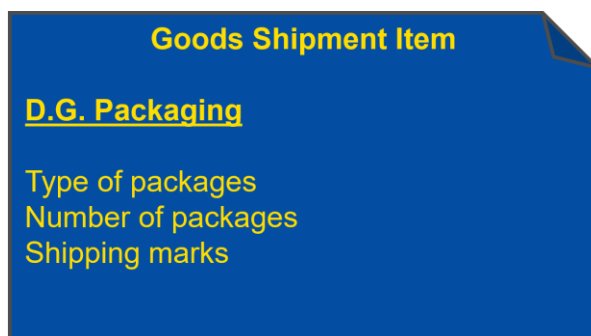 Goods Shipment Item
D.G. Packaging
Type of packages
Number of packages
Shipping marks